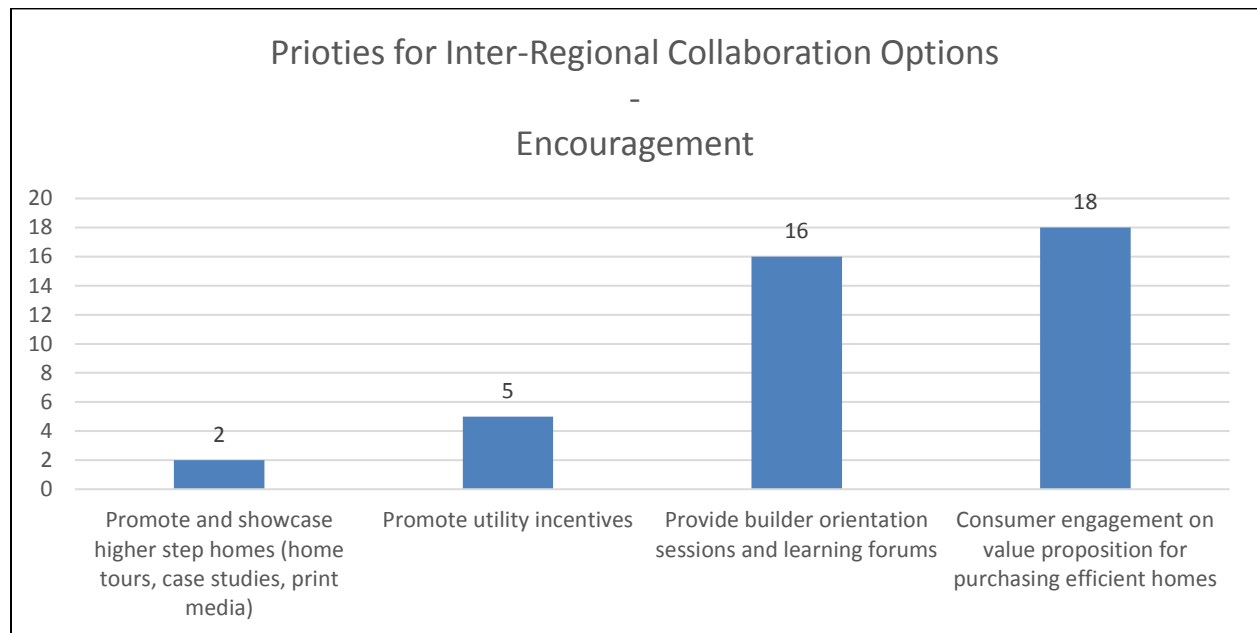 Prioties for Inter-Regional Collaboration Options
-
Encouragement
20
18
16
14
12
10
8
6
4
2
0
2
5
16
18
Promote and showcase
higher step homes (home
tours, case studies, print
media)
Promote utility incentives
Provide builder orientation
sessions and learning forums
Consumer engagement on
value proposition for
purchasing efficient homes